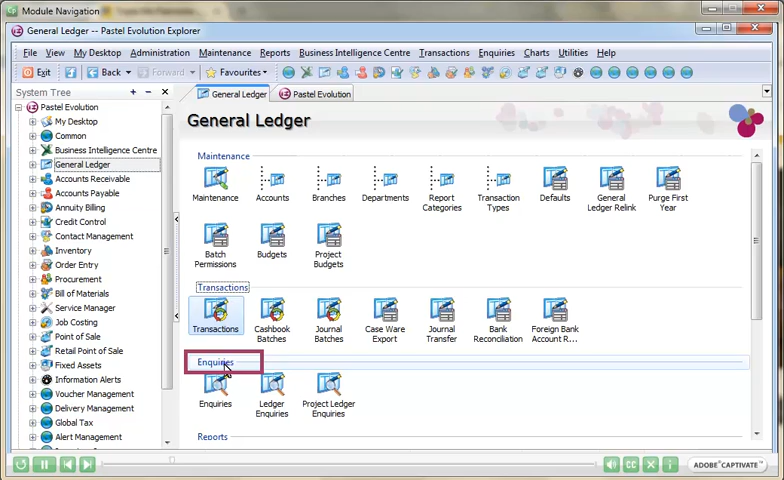 Module Navigation
General Ledger -- Pastel Evolution Explorer
File View My Desktop Administration Maintenance Reports Business Intelligence Centre Transactions Enquiries Charts Utilities Help
Exit Back Forward Favourites
System Tree
General Ledger Pastel Evolution
Pastel Evolution
My Desktop
Common
Business Intelligence Centre
General Ledger
Accounts Receivable
Accounts Payable
Annuity Billing
Credit Control
Contact Management
Inventory
Order Entry
Procurement
Bill of Materials
Service Manager
Job Costing
Point of Sale
Retail Point of Sale
Fixed Assets
Information Alerts
Voucher Management
Delivery Management
Global Tax
Alert Management
General Ledger
Maintenance
Maintenance Accounts Branches Departments Report Categories Transaction Types Defaults General Ledger Relink Purge First Year
Batch Permissions Budgets Project Budgets
Transactions
Transactions Cashbook Batches Journal Batches Case Ware Export Journal Transfer Bank Reconciliation Foreign Bank Account R...
Enquiries
Enquiries Ledger Enquiries Project Ledger Enquiries
Reports
CC
ADOBE CAPTIVATE